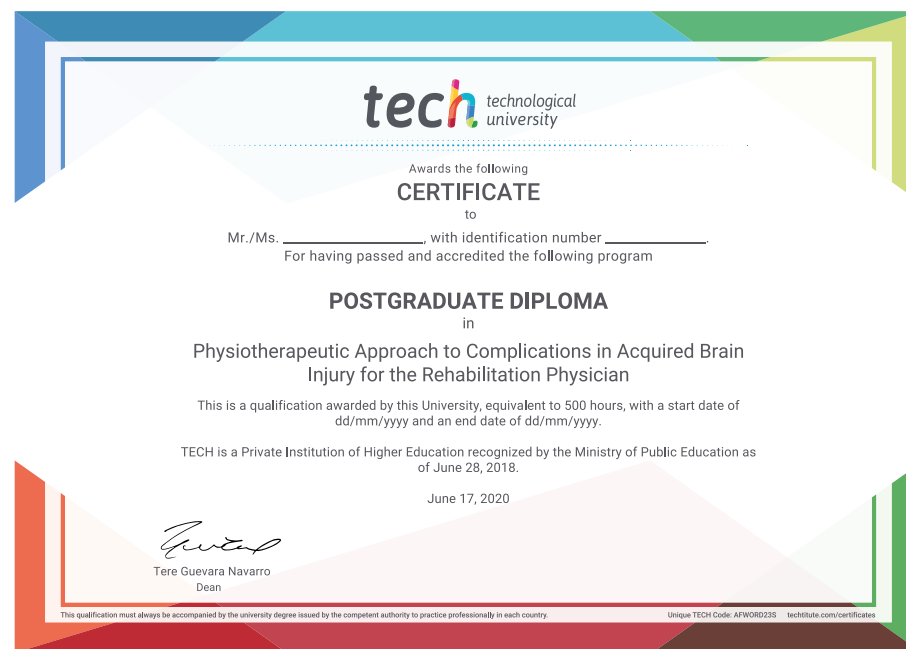 tech technological
university
Awards the following
CERTIFICATE
to
Mr./Ms. ____________________, with identification number ______________.
For having passed and accredited the following program
POSTGRADUATE DIPLOMA
in
Physiotherapeutic Approach to Complications in Acquired Brain
Injury for the Rehabilitation Physician
This is a qualification awarded by this University, equivalent to 500 hours, with a start date of
dd/mm/yyyy and an end date of dd/mm/yyyy.
TECH is a Private Institution of Higher Education recognized by the Ministry of Public Education as
of June 28, 2018.
June 17, 2020
Tere Guevara Navarro
Dean
This qualification must always be accompanied by the university degree issued by the competent authority to practice professionally in each country. Unique TECH Code: AFWORD23S techtitute.com/certificates